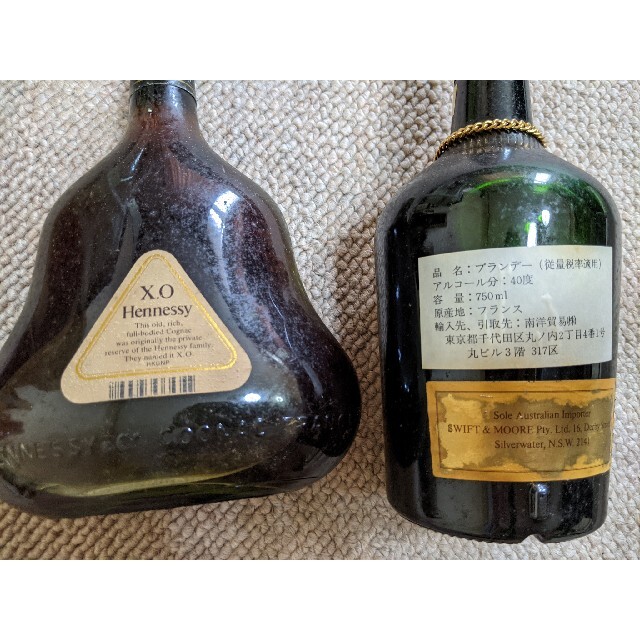 X.O
Hennessy
This old, rich,
full-bodied Cognac
was originally the private
reserve of the Hennessy family.
They named it X.O
品 名：ブランデー（従量税率適用）
アルコール分：40度
容 量：750ml
原産地：フランス
輸入先、引取先：南洋貿易㈱
東京都千代田区丸ノ内2丁目4番1号
丸ビル3階 317区
Sole Australian Importer
SWIFT & MOORE Pty. Ltd. 16,
Silverwater, N.S.W. 2141